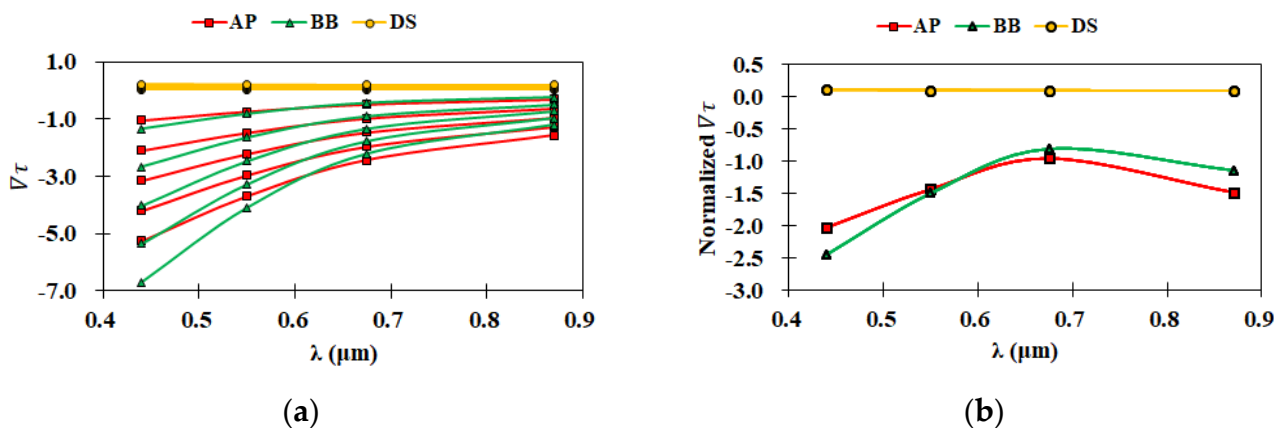 AP BB DS
1.0
-1.0
-3.0
-5.0
-7.0
∇τ
0.4 0.5 0.6 0.7 0.8 0.9
λ (μm)
(a)
AP BB DS
0.5
0.0
-0.5
-1.0
-1.5
-2.0
-2.5
-3.0
Normalized ∇τ
0.4 0.5 0.6 0.7 0.8 0.9
λ (μm)
(b)